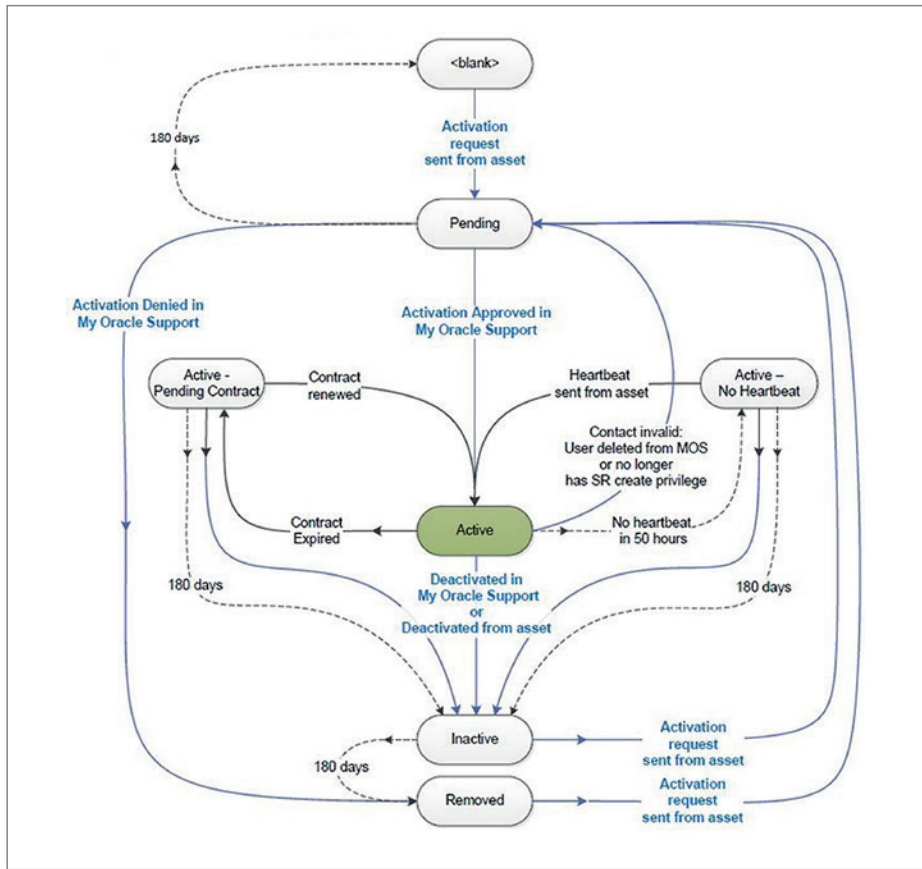 <blank>
180 days
Activation
request
sent from asset
Pending
Activation Denied in
My Oracle Support
Activation Approved in
My Oracle Support
Active -
Pending Contract
Contract
renewed
Heartbeat
sent from asset
Active –
No Heartbeat
Contact invalid:
User deleted from MOS
or no longer
has SR create privilege
Contract
Expired
Active
No heartbeat
in 50 hours
180 days
Deactivated in
My Oracle Support
or
Deactivated from asset
180 days
Inactive
Activation
request
sent from asset
180 days
Removed
Activation
request
sent from asset